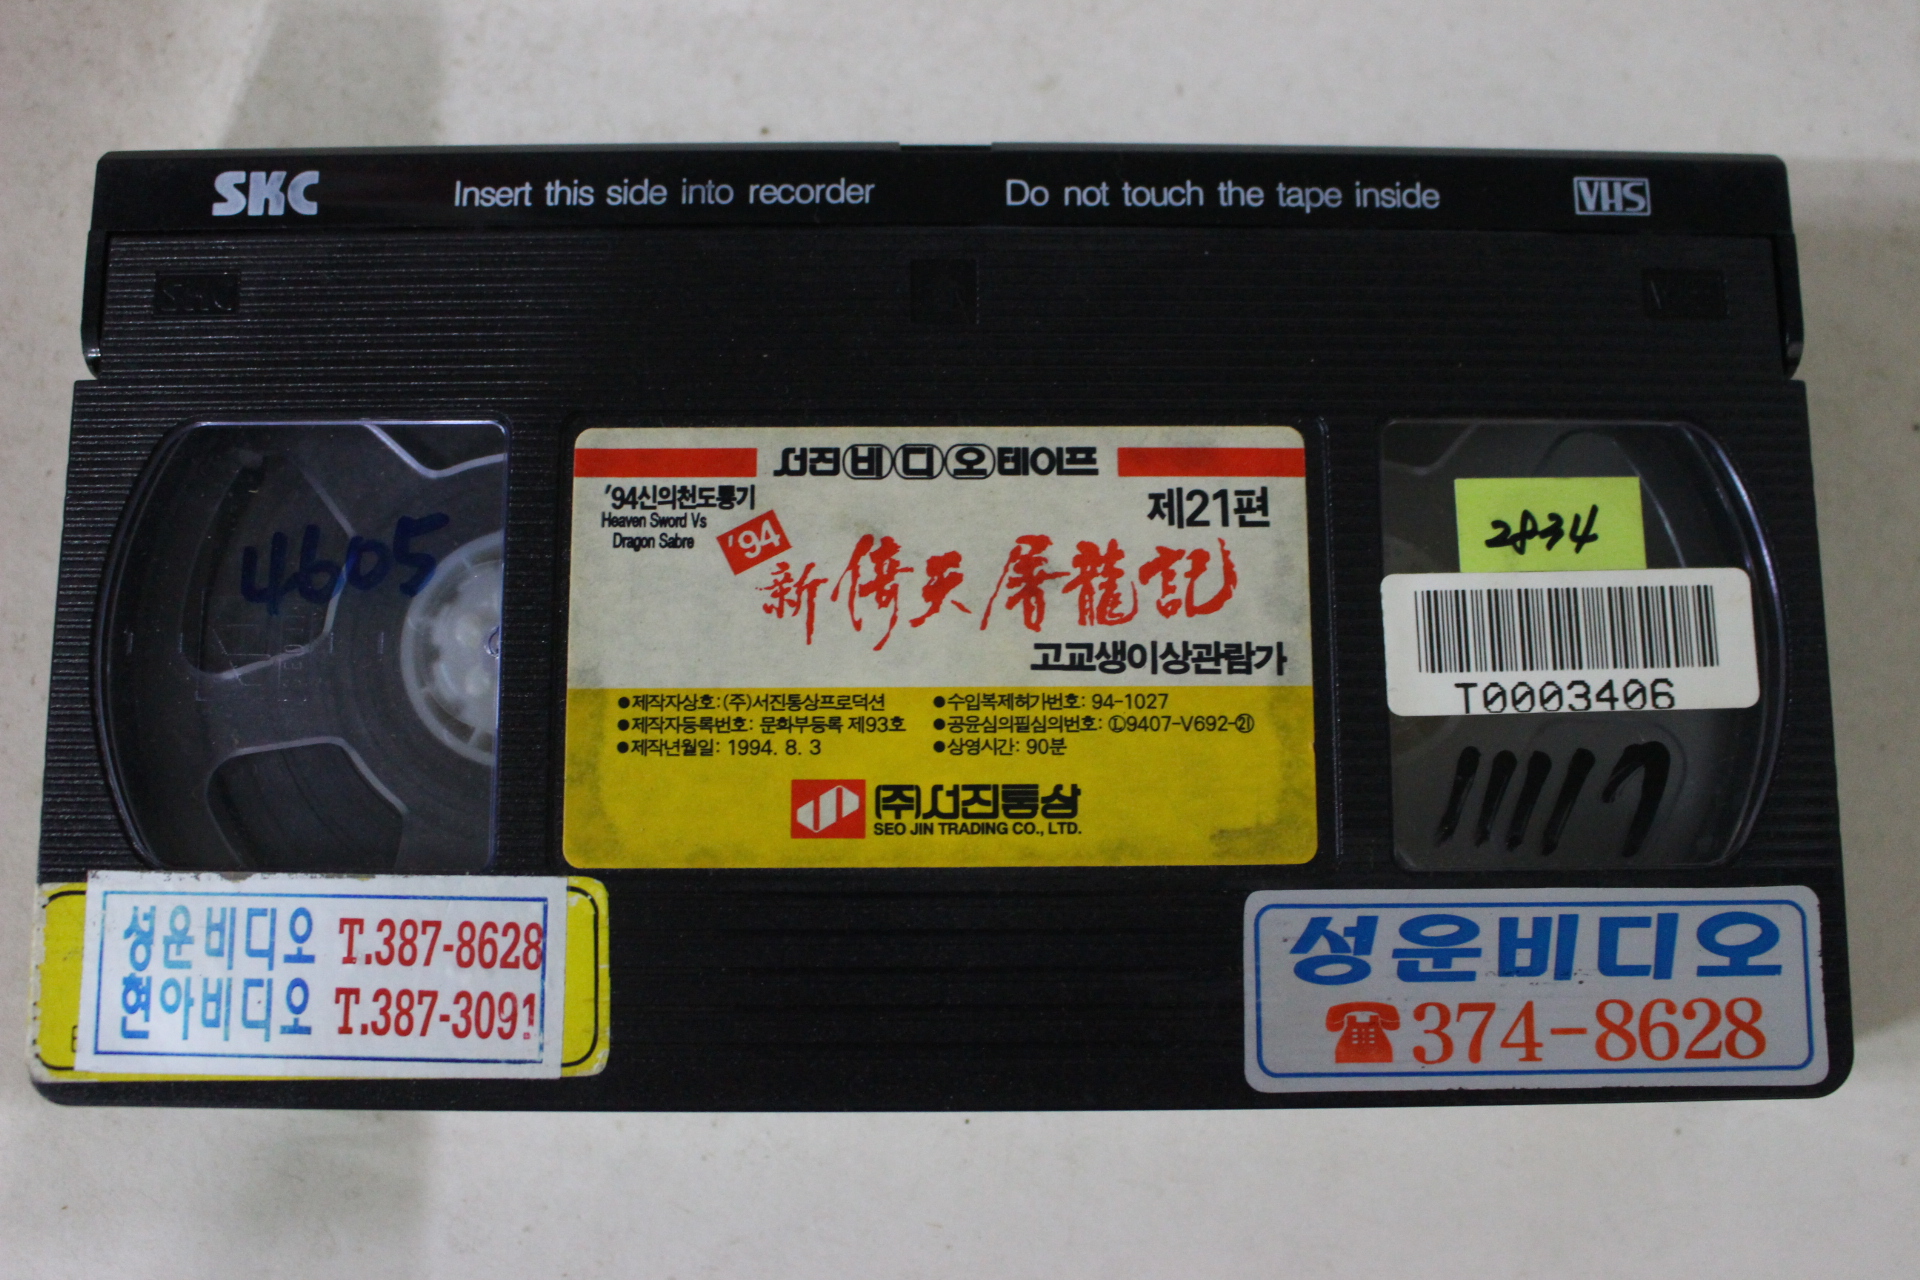 SKC Insert this side into recorder Do not touch the tape inside VHS
서진비디오테이프
'94신의천도룡기
Heaven Sword Vs
Dragon Sabre
제21편
'94
新倚天屠龍記
고교생이상관람가
●제작자상호:(주)서진통상프로덕션
●제작자등록번호: 문화부등록 제93호
●제작년월일: 1994. 8. 3
●수입복제허가번호: 94-1027
●공윤심의필심의번호: Ⓛ9407-V692-㉑
●상영시간: 90분
(주)서진통상
SEO JIN TRADING CO., LTD.
4605
2834
T0003406
11117
성운비디오 T.387-8628
현아비디오 T.387-3091
성운비디오
☎374-8628